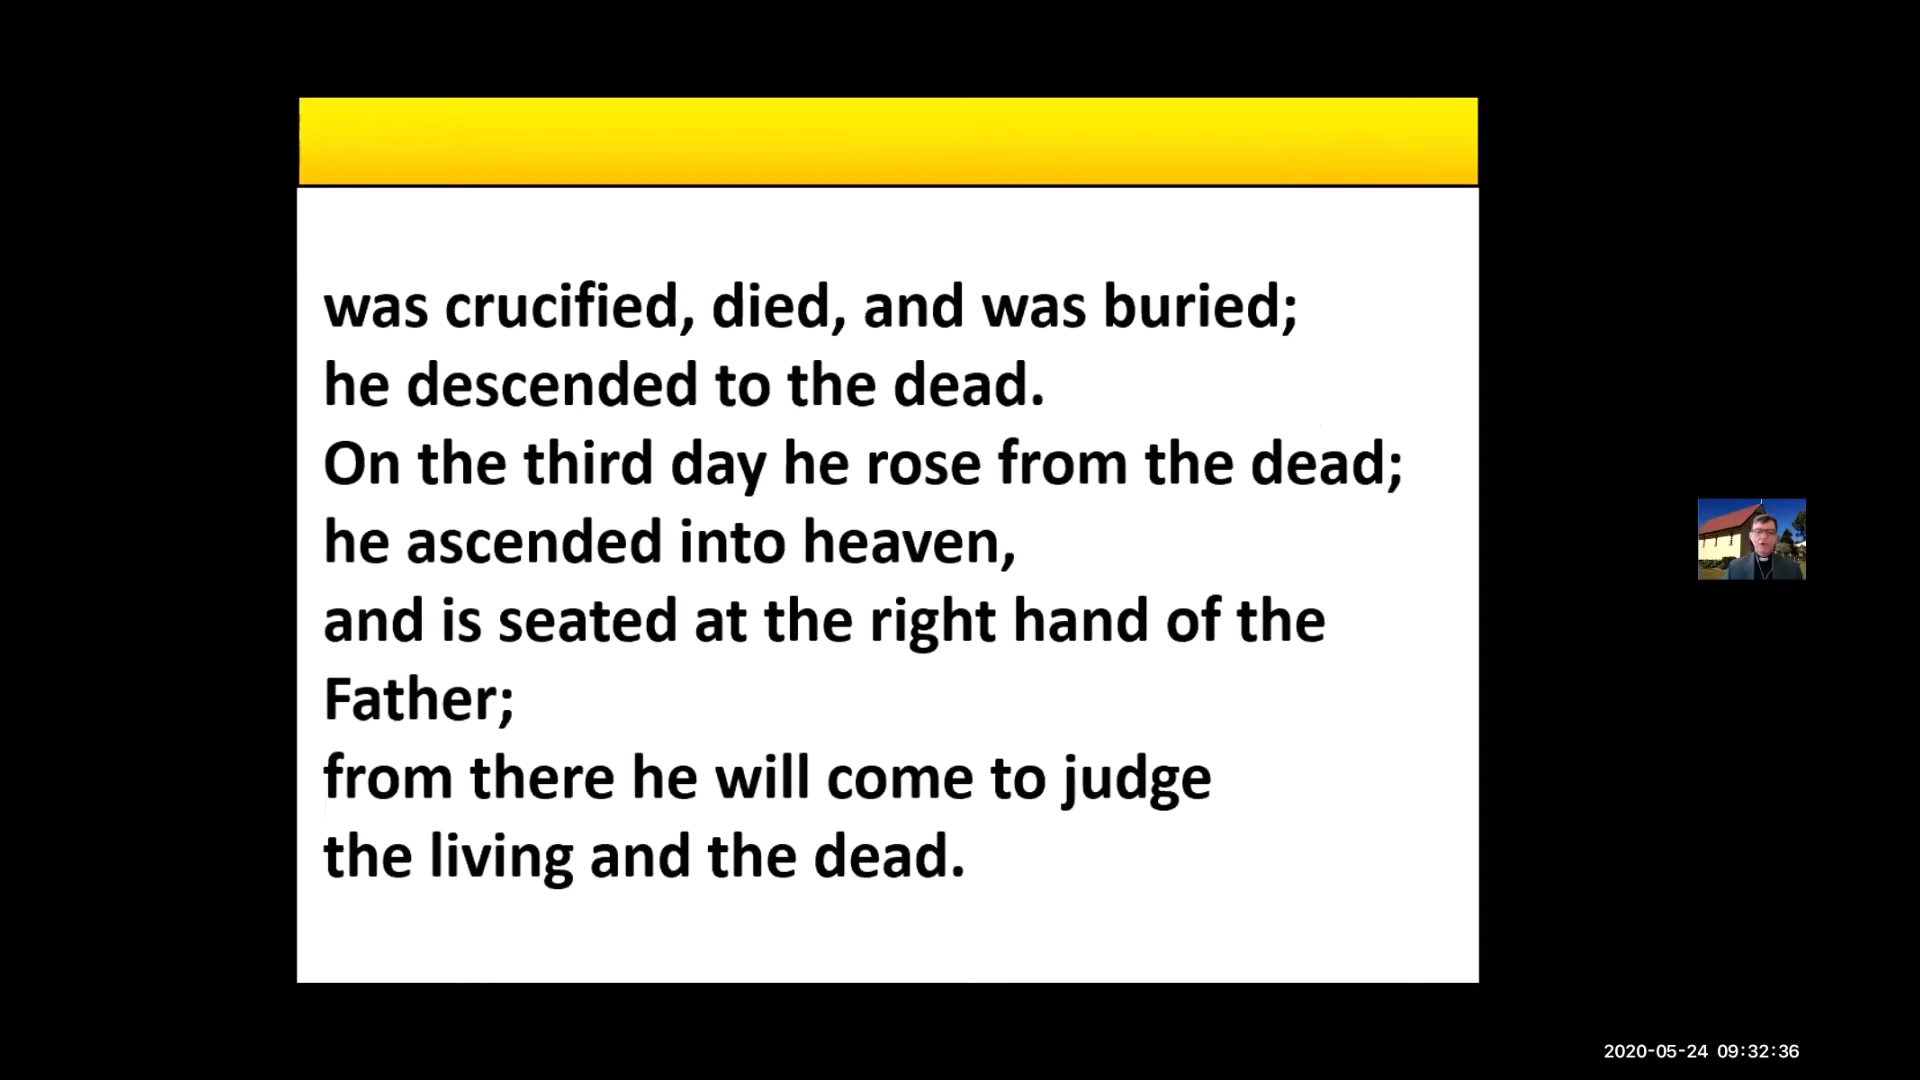 was crucified, died, and was buried;
he descended to the dead.
On the third day he rose from the dead;
he ascended into heaven,
and is seated at the right hand of the
Father;
from there he will come to judge
the living and the dead.
2020-05-24 09:32:36